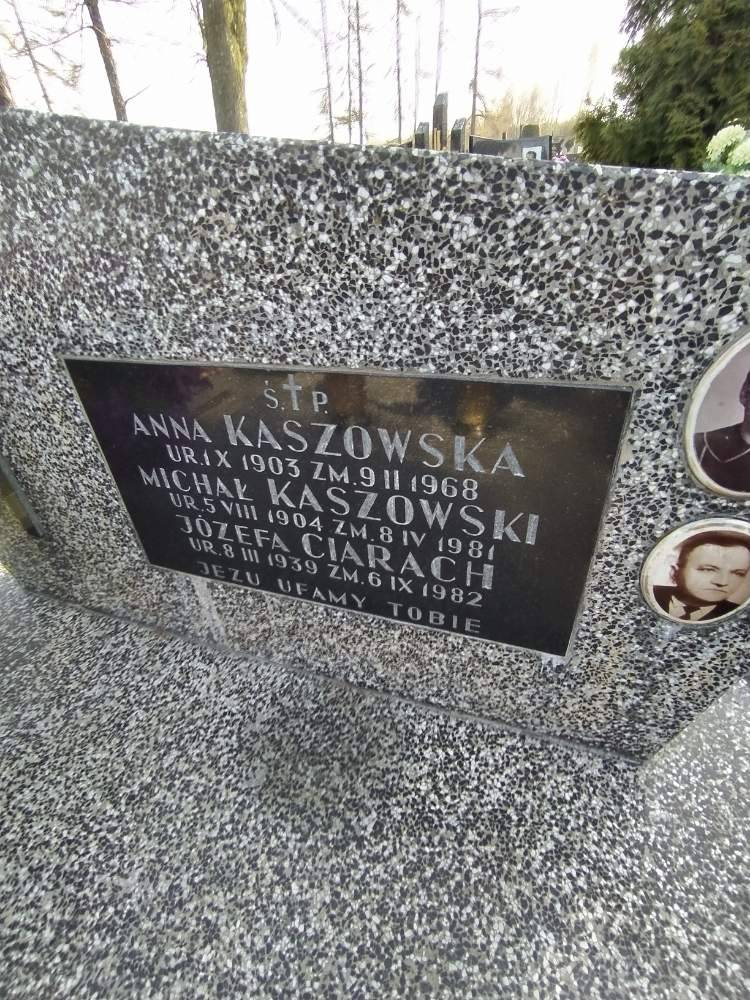 Ś. † P.
ANNA KASZOWSKA
UR. 1 X 1903 ZM. 9 II 1968
MICHAŁ KASZOWSKI
UR. 5 VIII 1904 ZM. 8 IV 1981
JÓZEFA CIARACH
UR. 8 III 1939 ZM. 6 IX 1982
JEZU UFAMY TOBIE